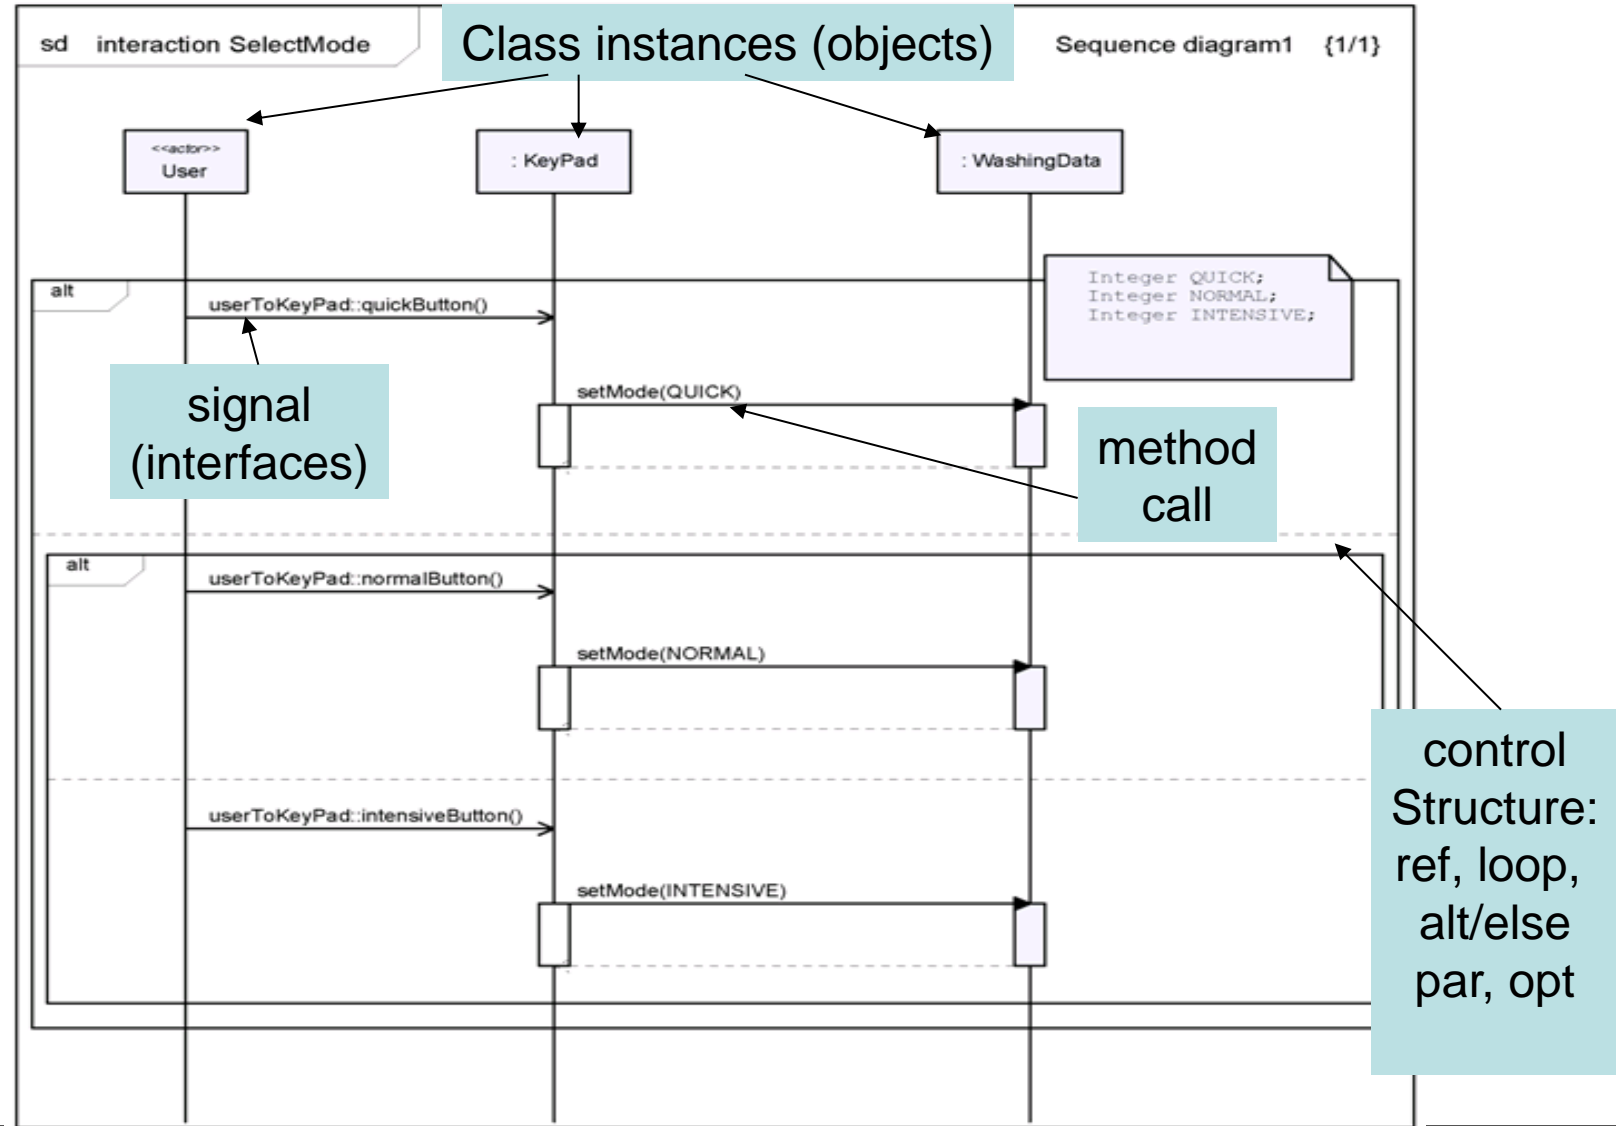 sd interaction SelectMode
Class instances (objects)
Sequence diagram1 {1/1}
<<actor>>
User
: KeyPad
: WashingData
alt
userToKeyPad::quickButton()
Integer QUICK;
Integer NORMAL;
Integer INTENSIVE;
signal
(interfaces)
setMode(QUICK)
method
call
alt
userToKeyPad::normalButton()
setMode(NORMAL)
control
Structure:
ref, loop,
alt/else
par, opt
userToKeyPad::intensiveButton()
setMode(INTENSIVE)